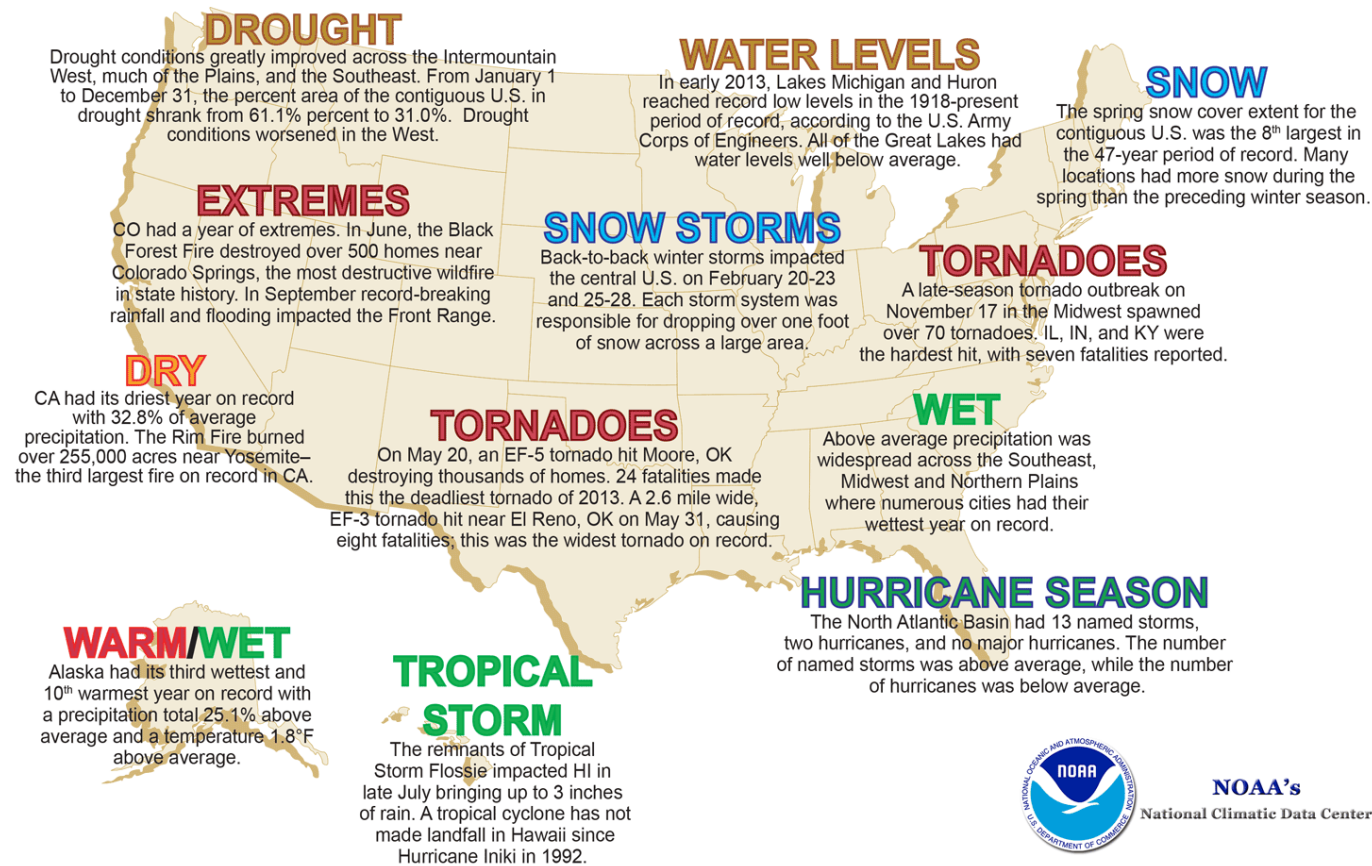 DROUGHT
Drought conditions greatly improved across the Intermountain
West, much of the Plains, and the Southeast. From January 1
to December 31, the percent area of the contiguous U.S. in
drought shrank from 61.1% percent to 31.0%. Drought
conditions worsened in the West.
WATER LEVELS
In early 2013, Lakes Michigan and Huron
reached record low levels in the 1918-present
period of record, according to the U.S. Army
Corps of Engineers. All of the Great Lakes had
water levels well below average.
SNOW
The spring snow cover extent for the
contiguous U.S. was the 8th largest in
the 47-year period of record. Many
locations had more snow during the
spring than the preceding winter season.
EXTREMES
CO had a year of extremes. In June, the Black
Forest Fire destroyed over 500 homes near
Colorado Springs, the most destructive wildfire
in state history. In September record-breaking
rainfall and flooding impacted the Front Range.
SNOW STORMS
Back-to-back winter storms impacted
the central U.S. on February 20-23
and 25-28. Each storm system was
responsible for dropping over one foot
of snow across a large area.
TORNADOES
A late-season tornado outbreak on
November 17 in the Midwest spawned
over 70 tornadoes. IL, IN, and KY were
the hardest hit, with seven fatalities reported.
DRY
CA had its driest year on record
with 32.8% of average
precipitation. The Rim Fire burned
over 255,000 acres near Yosemite–
the third largest fire on record in CA.
TORNADOES
On May 20, an EF-5 tornado hit Moore, OK
destroying thousands of homes. 24 fatalities made
this the deadliest tornado of 2013. A 2.6 mile wide,
EF-3 tornado hit near El Reno, OK on May 31, causing
eight fatalities; this was the widest tornado on record.
WET
Above average precipitation was
widespread across the Southeast,
Midwest and Northern Plains
where numerous cities had their
wettest year on record.
HURRICANE SEASON
The North Atlantic Basin had 13 named storms,
two hurricanes, and no major hurricanes. The number
of named storms was above average, while the number
of hurricanes was below average.
WARM/WET
Alaska had its third wettest and
10th warmest year on record with
a precipitation total 25.1% above
average and a temperature 1.8°F
above average.
TROPICAL
STORM
The remnants of Tropical
Storm Flossie impacted HI in
late July bringing up to 3 inches
of rain. A tropical cyclone has not
made landfall in Hawaii since
Hurricane Iniki in 1992.
NATIONAL OCEANIC AND ATMOSPHERIC ADMINISTRATION
NOAA
U.S. DEPARTMENT OF COMMERCE
NOAA's
National Climatic Data Center